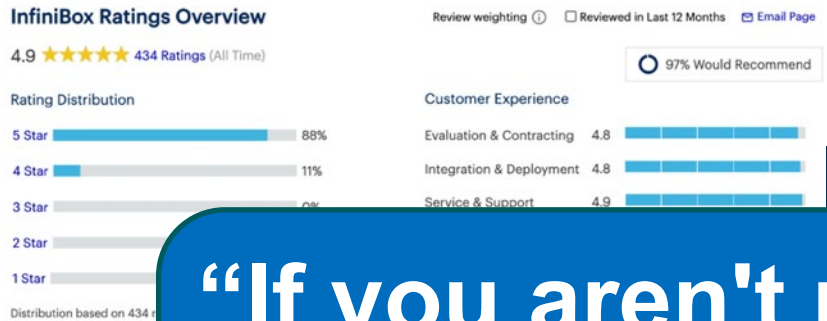 InfiniBox Ratings Overview
Review weighting Reviewed in Last 12 Months Email Page
4.9 434 Ratings (All Time)
97% Would Recommend
Rating Distribution
Customer Experience
5 Star 88%
Evaluation & Contracting 4.8
4 Star 11%
Integration & Deployment 4.8
3 Star 0%
Service & Support 4.9
2 Star
1 Star
Distribution based on 434
“If you aren't